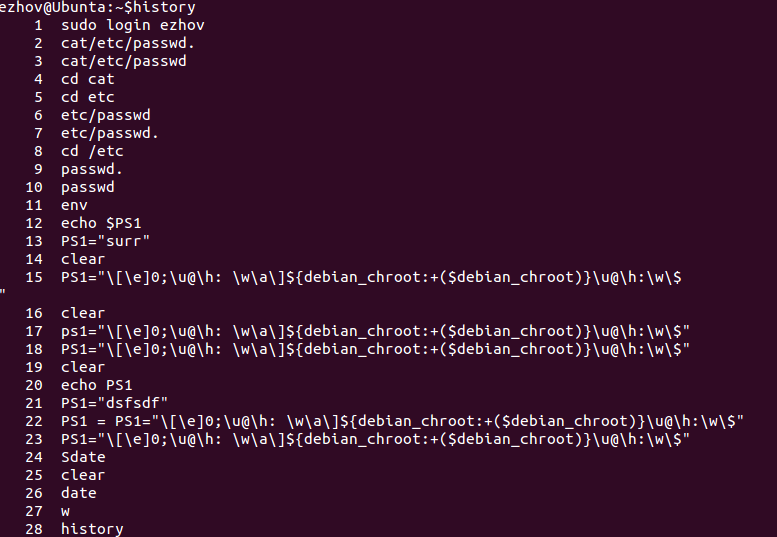 ezhov@Ubunta:~$history
1 sudo login ezhov
2 cat/etc/passwd.
3 cat/etc/passwd
4 cd cat
5 cd etc
6 etc/passwd
7 etc/passwd.
8 cd /etc
9 passwd.
10 passwd
11 env
12 echo $PS1
13 PS1="surr"
14 clear
15 PS1="\[\e]0;\u@\h: \w\a\]${debian_chroot:+($debian_chroot)}\u@\h:\w\$
"
16 clear
17 ps1="\[\e]0;\u@\h: \w\a\]${debian_chroot:+($debian_chroot)}\u@\h:\w\$"
18 PS1="\[\e]0;\u@\h: \w\a\]${debian_chroot:+($debian_chroot)}\u@\h:\w\$"
19 clear
20 echo PS1
21 PS1="dsfsdf"
22 PS1 = PS1="\[\e]0;\u@\h: \w\a\]${debian_chroot:+($debian_chroot)}\u@\h:\w\$"
23 PS1="\[\e]0;\u@\h: \w\a\]${debian_chroot:+($debian_chroot)}\u@\h:\w\$"
24 Sdate
25 clear
26 date
27 w
28 history